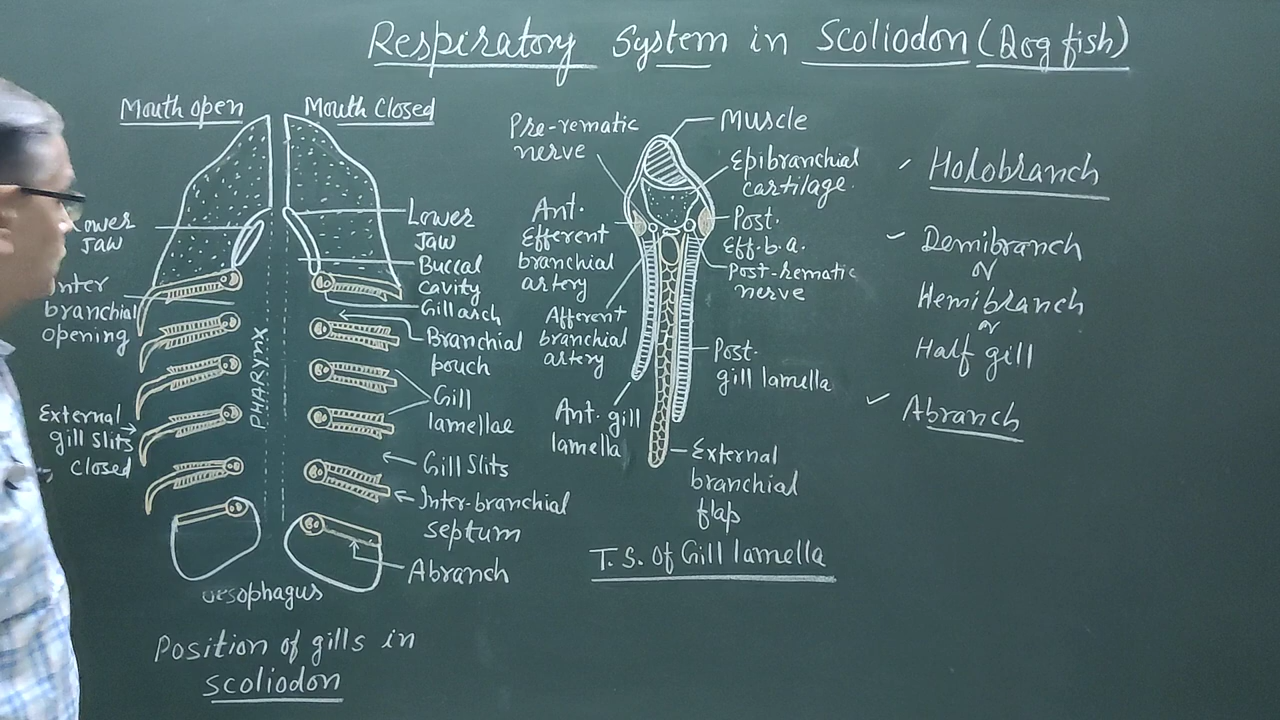 Respiratory System in Scoliodon (Dog fish)
Mouth open
Mouth Closed
Lower
Jaw
Inter
branchial
opening
External
gill slits
closed
PHARYNX
Lower
Jaw
Buccal
cavity
Gill arch
Branchial
pouch
Gill
lamellae
Gill Slits
Inter-branchial
septum
Abranch
oesophagus
Position of gills in
scoliodon
Pre-rematic
nerve
Muscle
Epibranchial
cartilage.
Ant.
Efferent
branchial
artery
Post.
Eff. b. a.
Post-rematic
nerve
Afferent
branchial
artery
Post.
gill lamella
Ant. gill
lamella
External
branchial
flap
T. S. of Gill lamella
Holobranch
Demibranch
or
Hemibranch
or
Half gill
Abranch